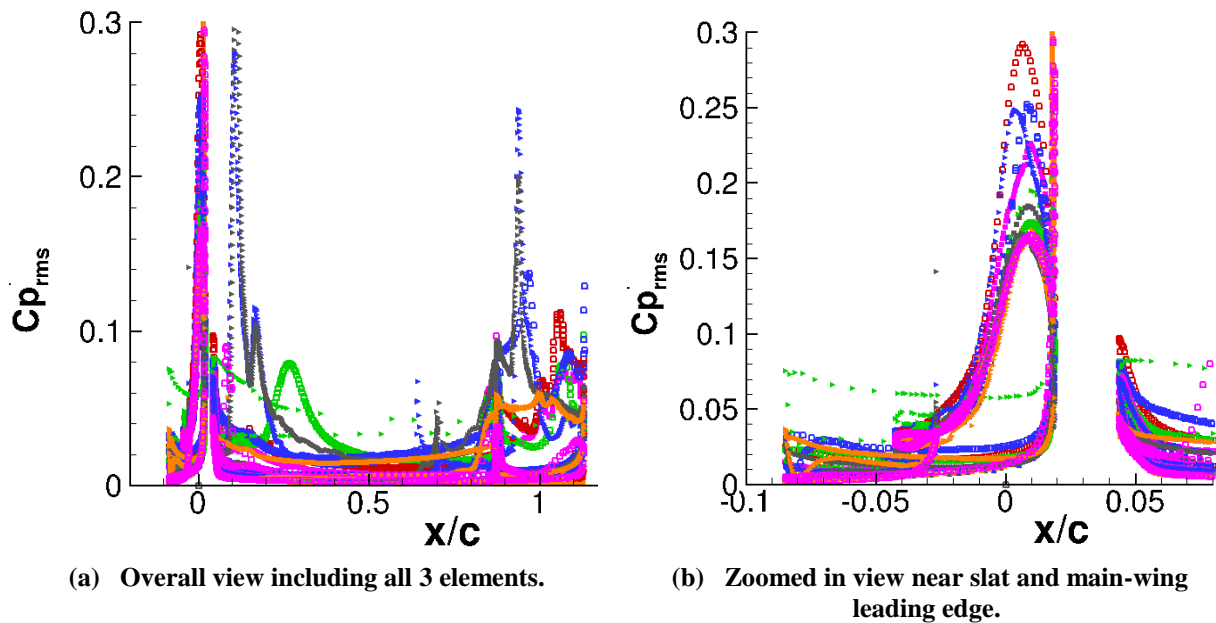 0.3
0.2
0.1
0
0
0.5
1
Cp'rms
x/c
(a) Overall view including all 3 elements.
0.3
0.25
0.2
0.15
0.1
0.05
0
-0.1
-0.05
0
0.05
Cp'rms
x/c
(b) Zoomed in view near slat and main-wing
leading edge.